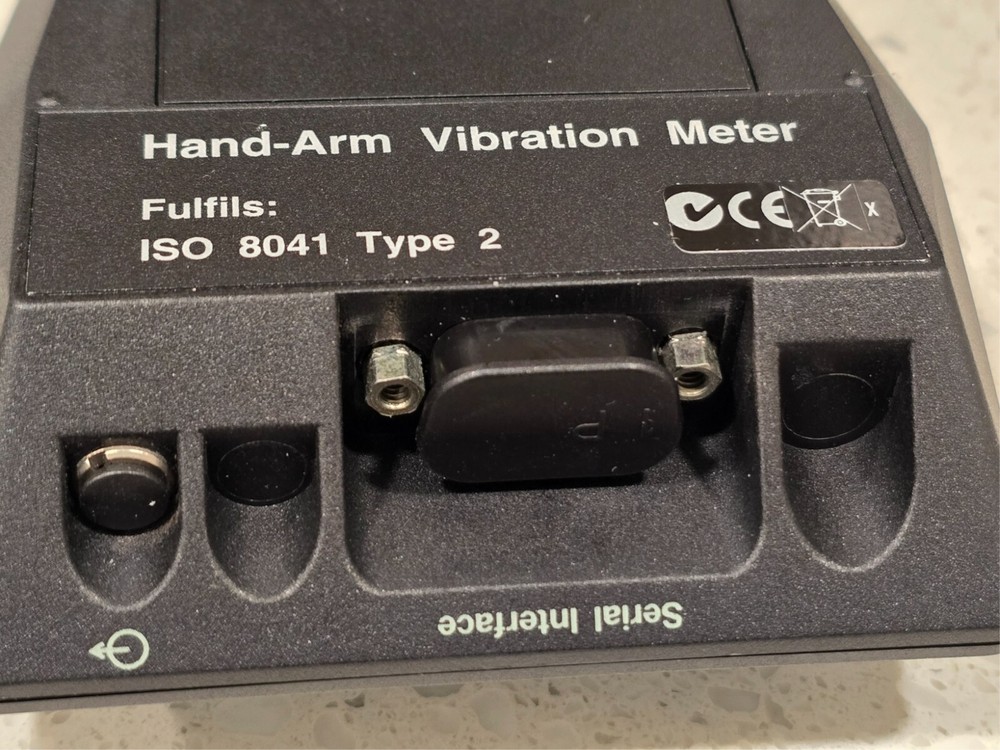 Hand-Arm Vibration Meter
Fulfils:
ISO 8041 Type 2
CE
X
Serial Interface